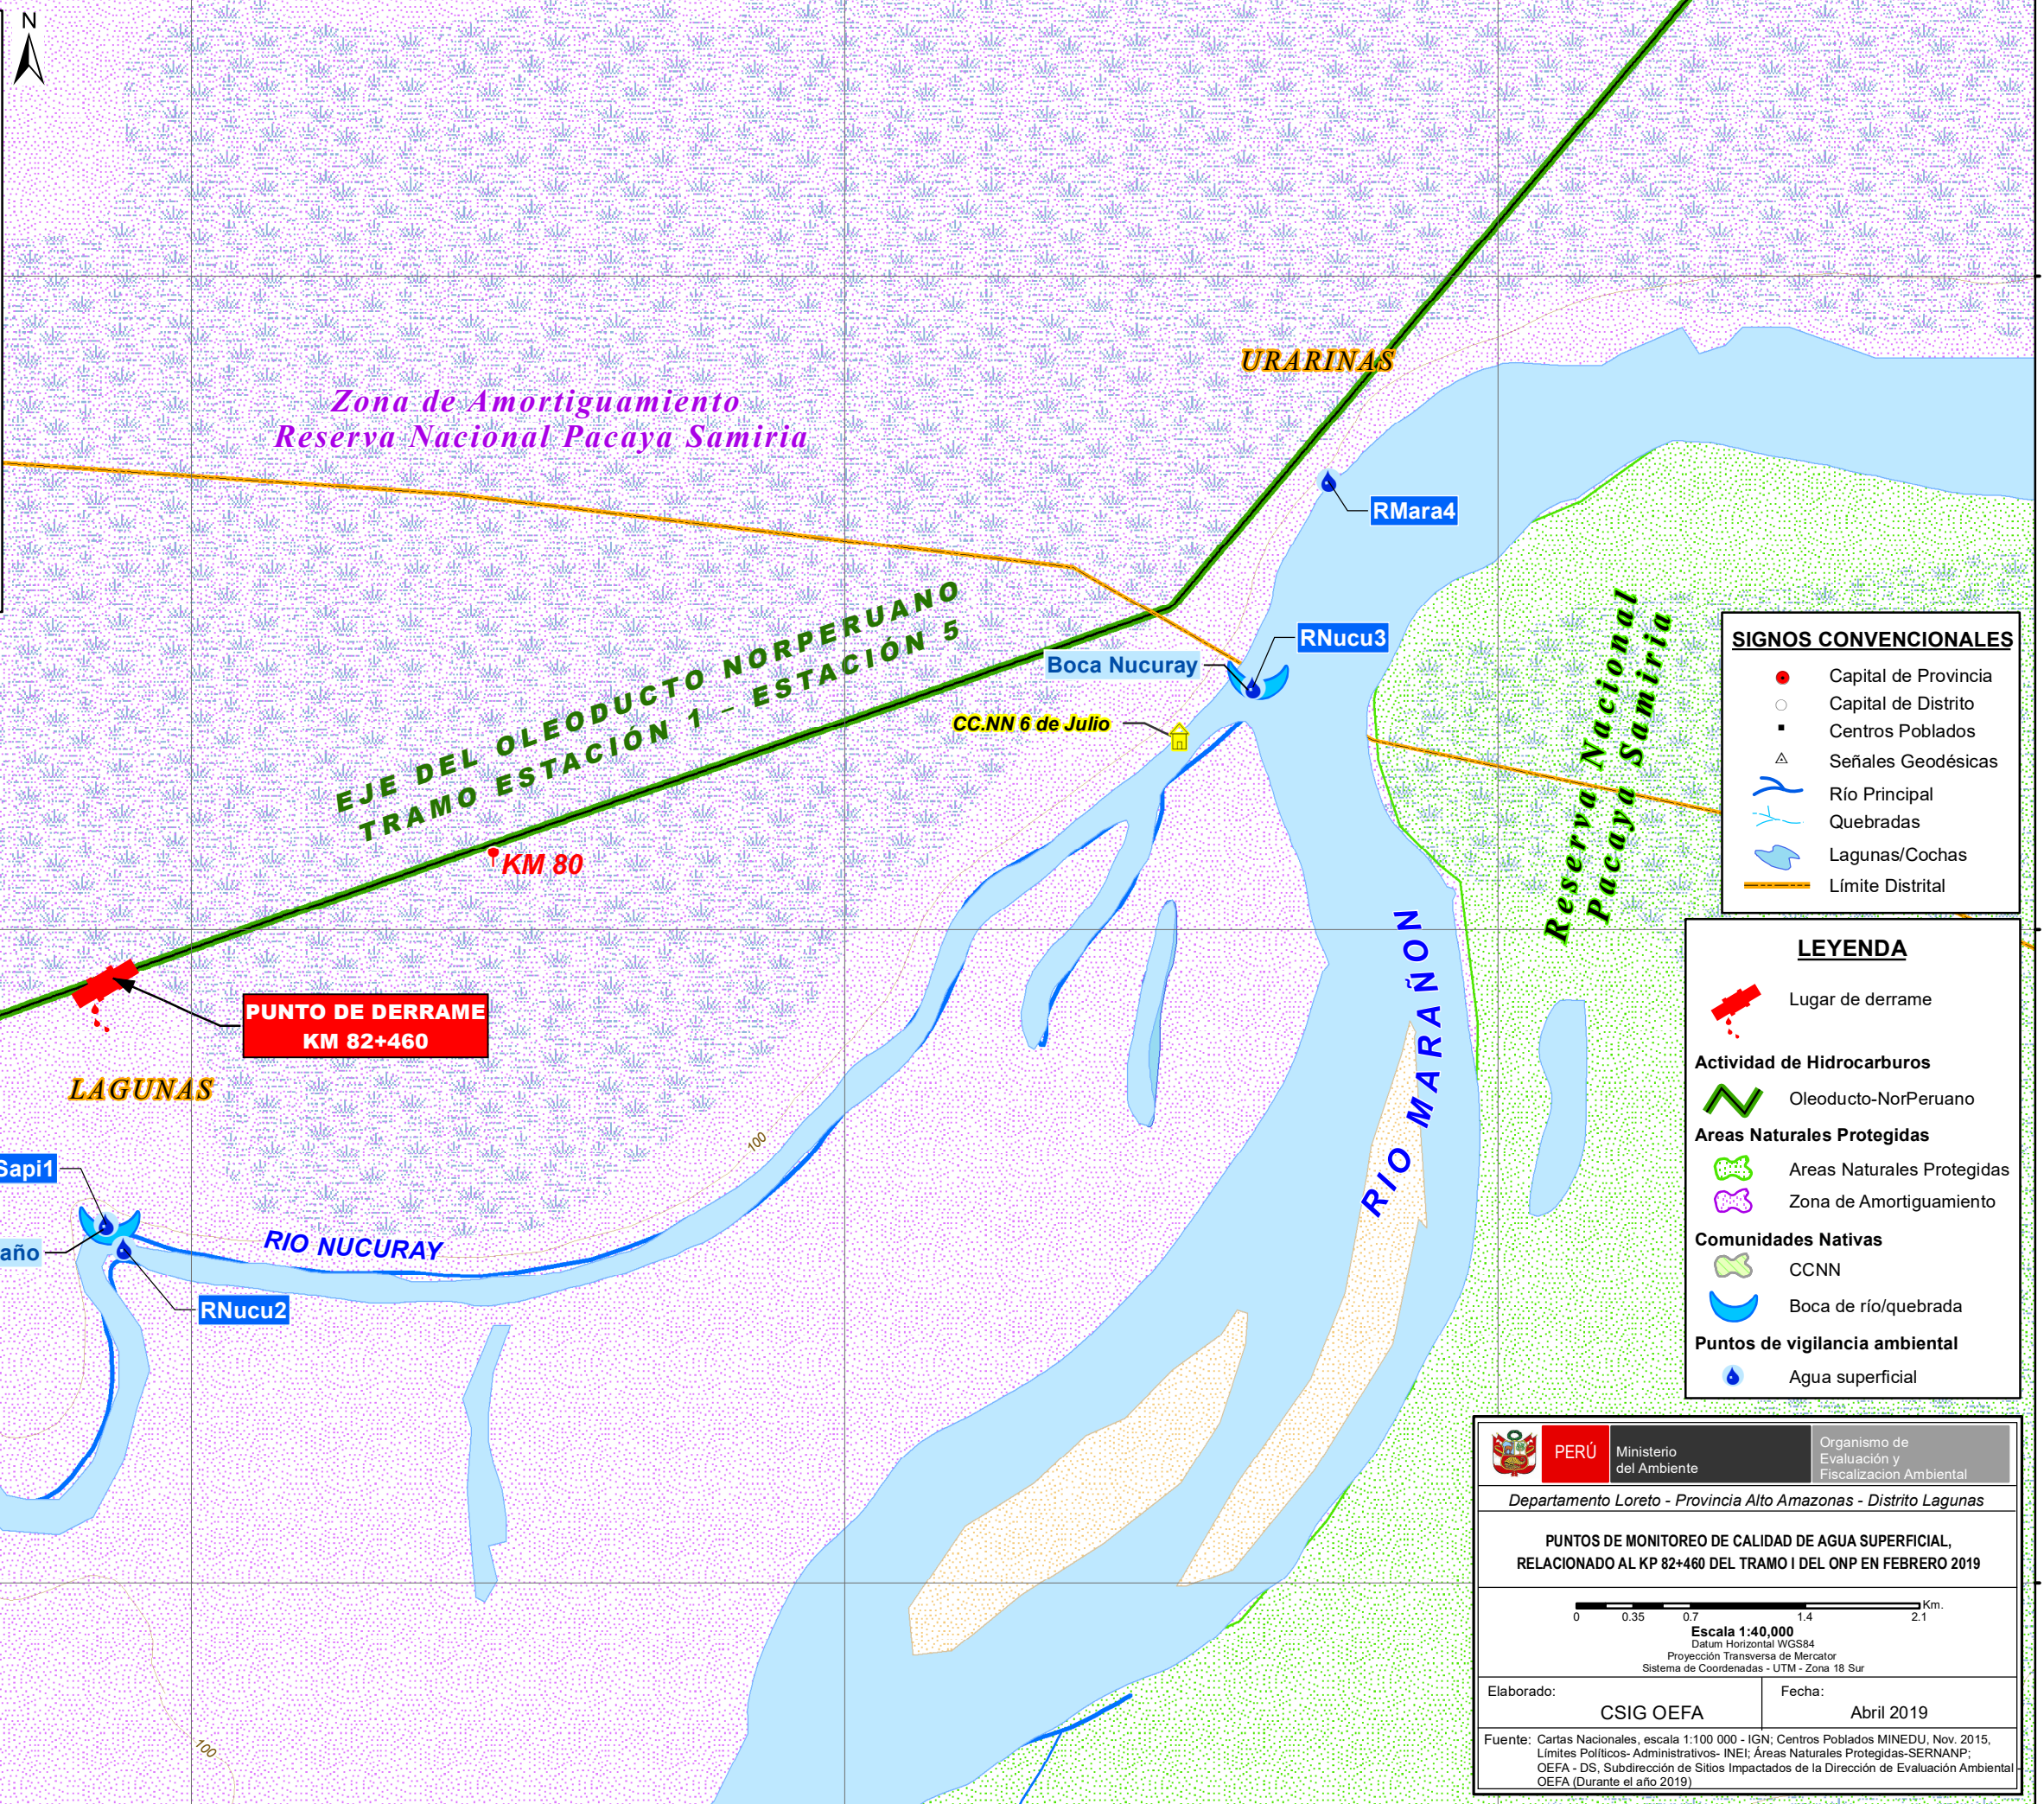 N
URARINAS
Zona de Amortiguamiento
Reserva Nacional Pacaya Samiria
RMara4
EJE DEL OLEODUCTO NORPERUANO
TRAMO ESTACIÓN 1 - ESTACIÓN 5
RNucu3
Boca Nucuray
CC.NN 6 de Julio
Reserva Nacional
Pacaya Samiria
KM 80
PUNTO DE DERRAME
KM 82+460
LAGUNAS
RIO MARAÑON
100
Sapi1
año
RIO NUCURAY
RNucu2
100
SIGNOS CONVENCIONALES
Capital de Provincia
Capital de Distrito
Centros Poblados
Señales Geodésicas
Río Principal
Quebradas
Lagunas/Cochas
Límite Distrital
LEYENDA
Lugar de derrame
Actividad de Hidrocarburos
Oleoducto-NorPeruano
Areas Naturales Protegidas
Areas Naturales Protegidas
Zona de Amortiguamiento
Comunidades Nativas
CCNN
Boca de río/quebrada
Puntos de vigilancia ambiental
Agua superficial
PERÚ
Ministerio
del Ambiente
Organismo de
Evaluación y
Fiscalizacion Ambiental
Departamento Loreto - Provincia Alto Amazonas - Distrito Lagunas
PUNTOS DE MONITOREO DE CALIDAD DE AGUA SUPERFICIAL,
RELACIONADO AL KP 82+460 DEL TRAMO I DEL ONP EN FEBRERO 2019
Km.
0 0.35 0.7 1.4 2.1
Escala 1:40,000
Datum Horizontal WGS84
Proyección Transversa de Mercator
Sistema de Coordenadas - UTM - Zona 18 Sur
Elaborado:
CSIG OEFA
Fecha:
Abril 2019
Fuente: Cartas Nacionales, escala 1:100 000 - IGN; Centros Poblados MINEDU, Nov. 2015,
Límites Políticos- Administrativos- INEI; Áreas Naturales Protegidas-SERNANP;
OEFA - DS, Subdirección de Sitios Impactados de la Dirección de Evaluación Ambiental -
OEFA (Durante el año 2019)